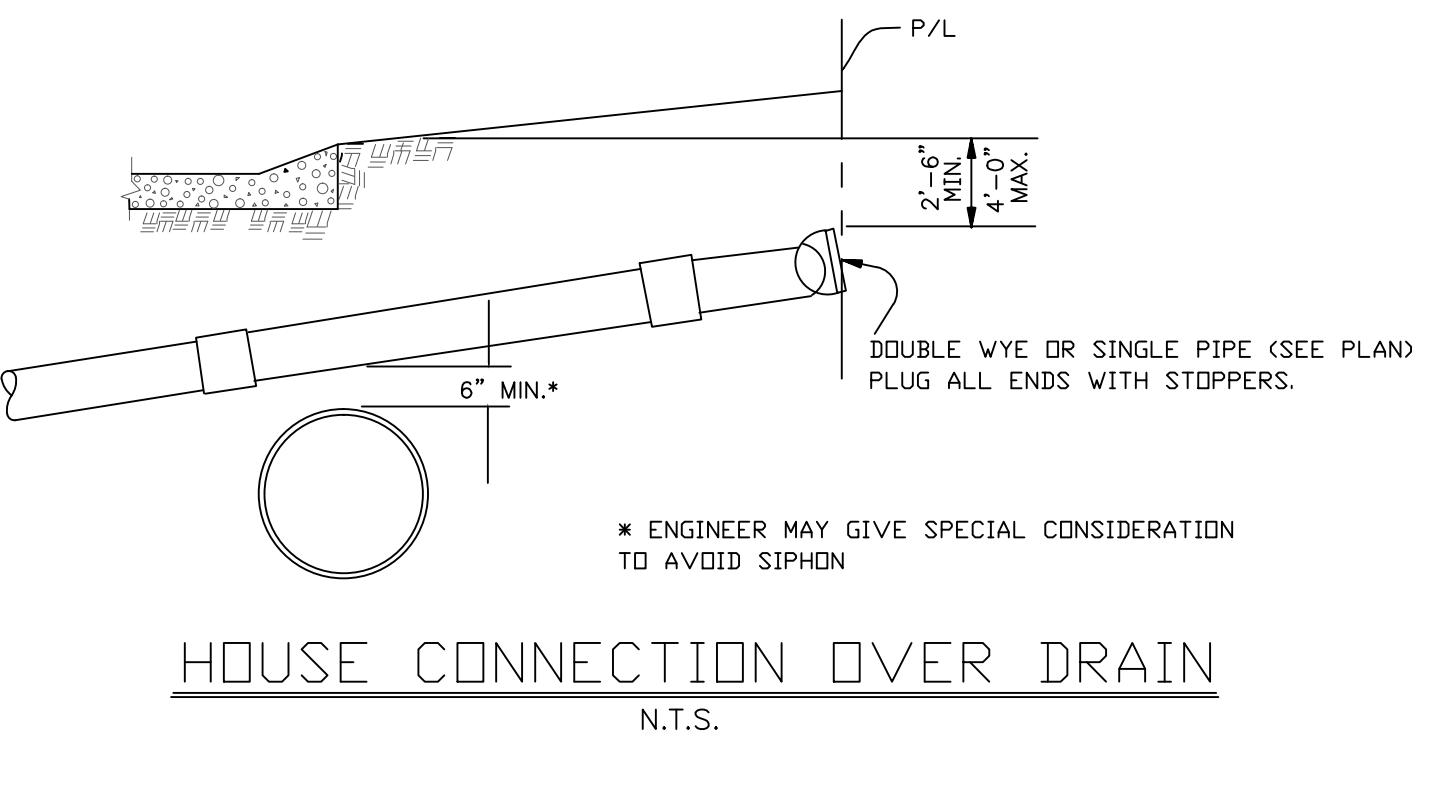 P/L
2'-6"
MIN.
4'-0"
MAX.
DOUBLE WYE OR SINGLE PIPE (SEE PLAN)
PLUG ALL ENDS WITH STOPPERS.
6" MIN.*
* ENGINEER MAY GIVE SPECIAL CONSIDERATION
TO AVOID SIPHON
HOUSE CONNECTION OVER DRAIN
N.T.S.